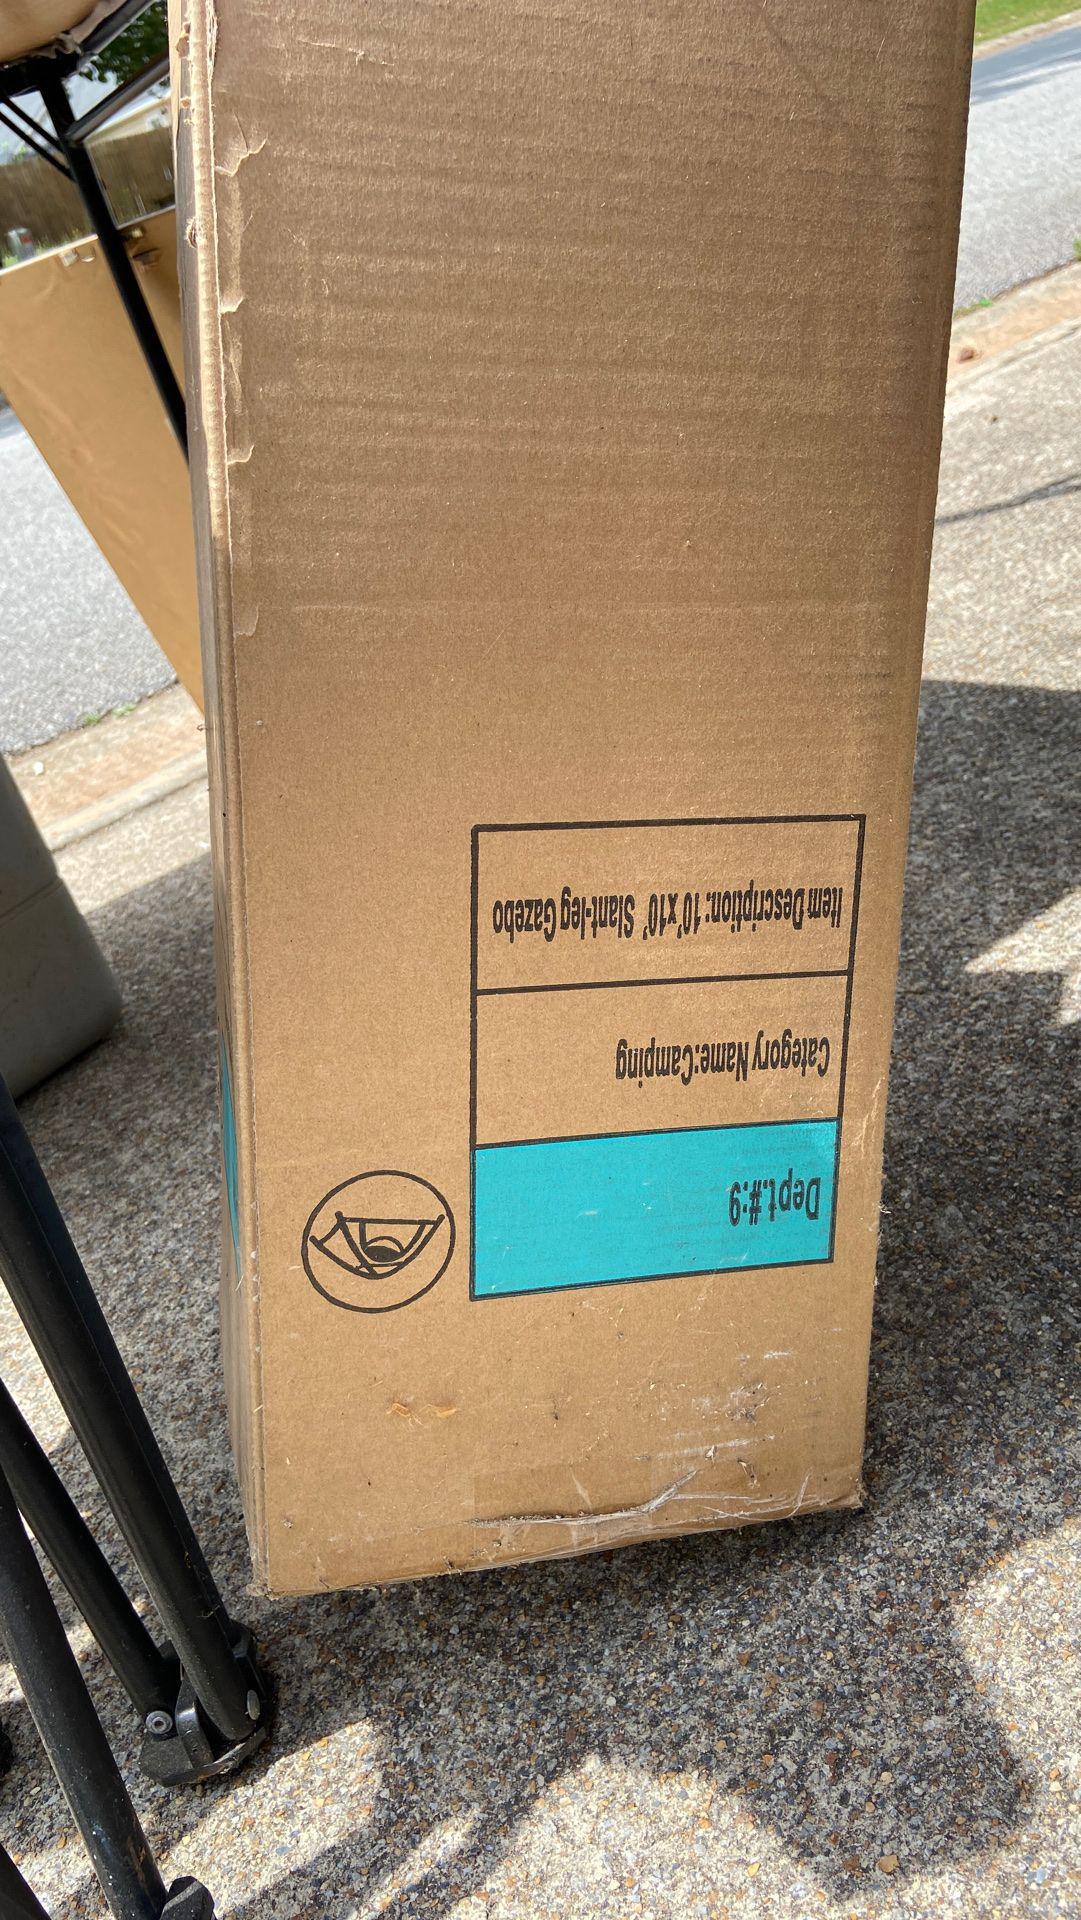 Dept.#:9
Category Name:Camping
Item Description: 10'x10' Slant-leg Gazebo